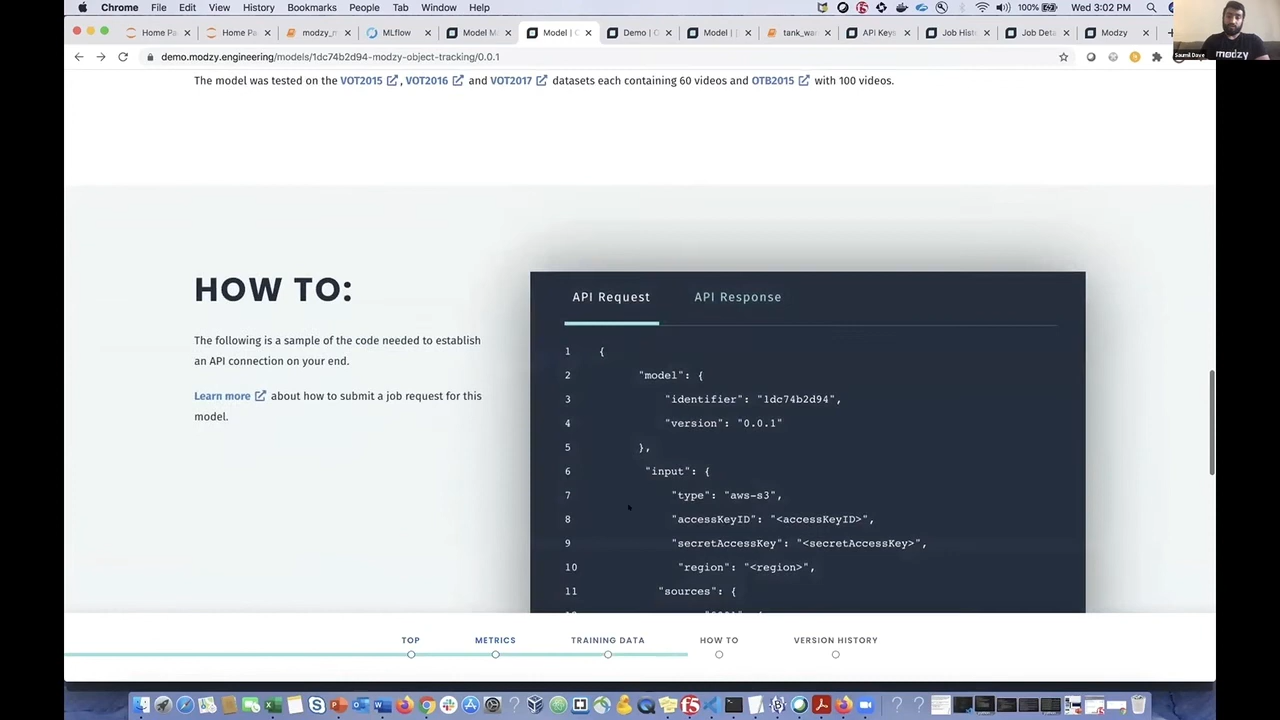 Chrome File Edit View History Bookmarks People Tab Window Help 100% Wed 3:02 PM
Home Pa Home Pa modzy_m MLflow Model M Model | C Demo | C Model | tank_wa API Keys Job Hist Job Deta Modzy
demo.modzy.engineering/models/1dc74b2d94-modzy-object-tracking/0.0.1
Saumil Dave
modzy
The model was tested on the VOT2015 , VOT2016 and VOT2017 datasets each containing 60 videos and OTB2015 with 100 videos.
HOW TO:
The following is a sample of the code needed to establish
an API connection on your end.
Learn more about how to submit a job request for this
model.
API Request API Response
1 {
2 "model": {
3 "identifier": "1dc74b2d94",
4 "version": "0.0.1"
5 },
6 "input": {
7 "type": "aws-s3",
8 "accessKeyID": "<accessKeyID>",
9 "secretAccessKey": "<secretAccessKey>",
10 "region": "<region>",
11 "sources": {
TOP METRICS TRAINING DATA HOW TO VERSION HISTORY